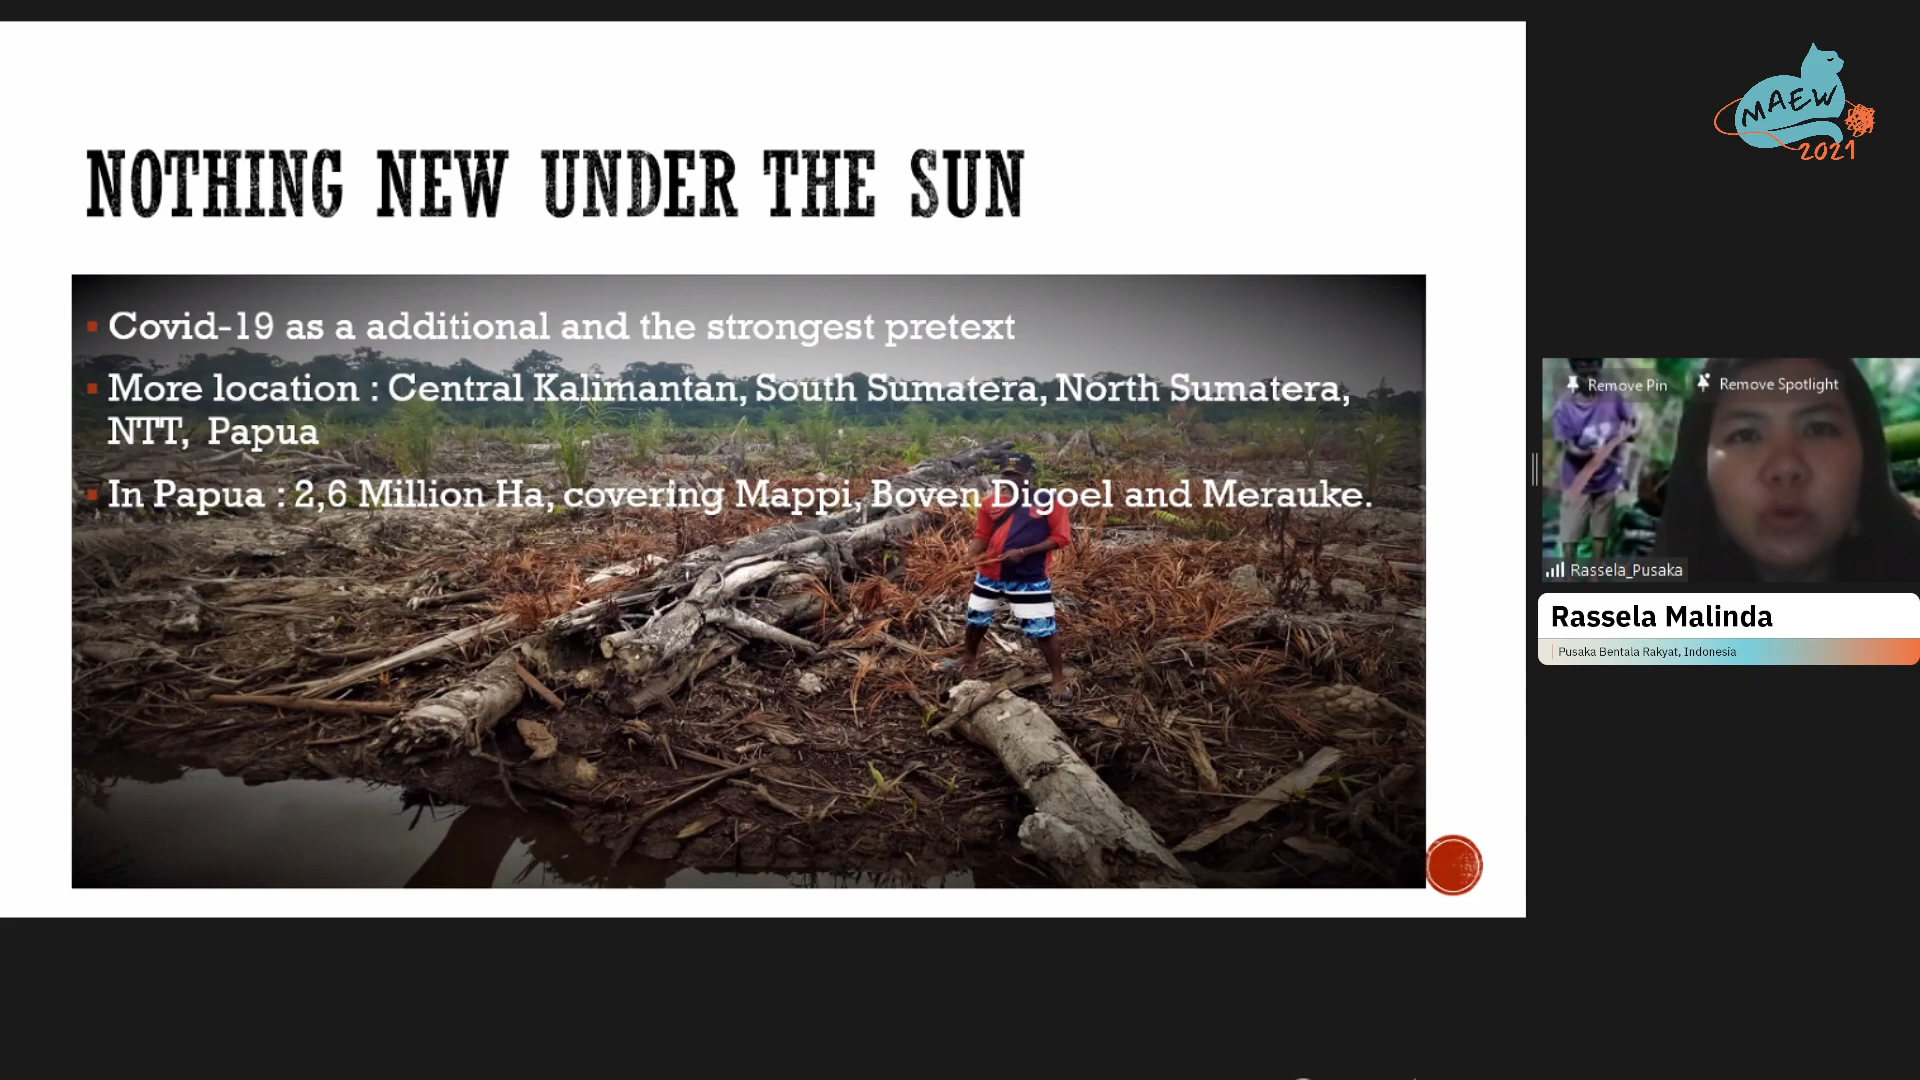 NOTHING NEW UNDER THE SUN
Covid-19 as a additional and the strongest pretext
More location : Central Kalimantan, South Sumatera, North Sumatera,
NTT, Papua
In Papua : 2,6 Million Ha, covering Mappi, Boven Digoel and Merauke.
MAEW
2021
Remove Pin
Remove Spotlight
Rassela_Pusaka
Rassela Malinda
Pusaka Bentala Rakyat, Indonesia